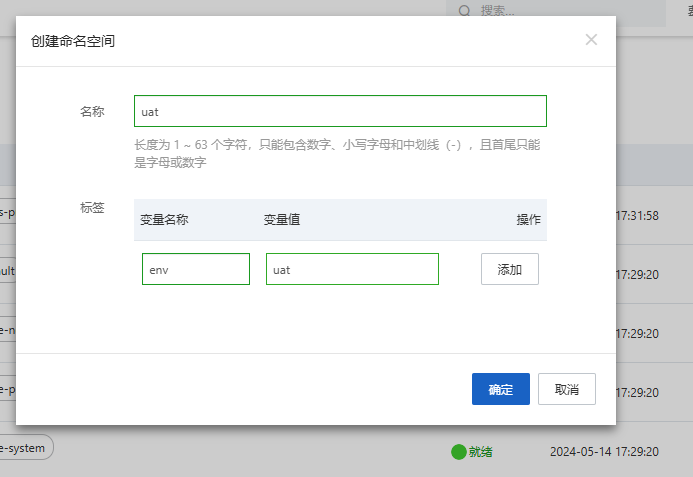 搜索...
创建命名空间
名称
uat
长度为 1 ~ 63 个字符，只能包含数字、小写字母和中划线（-），且首尾只能
是字母或数字
标签
变量名称 变量值 操作
env uat 添加
确定 取消
s-p 17:31:58
ault 17:29:20
e-n 17:29:20
e-p 17:29:20
e-system 就绪 2024-05-14 17:29:20